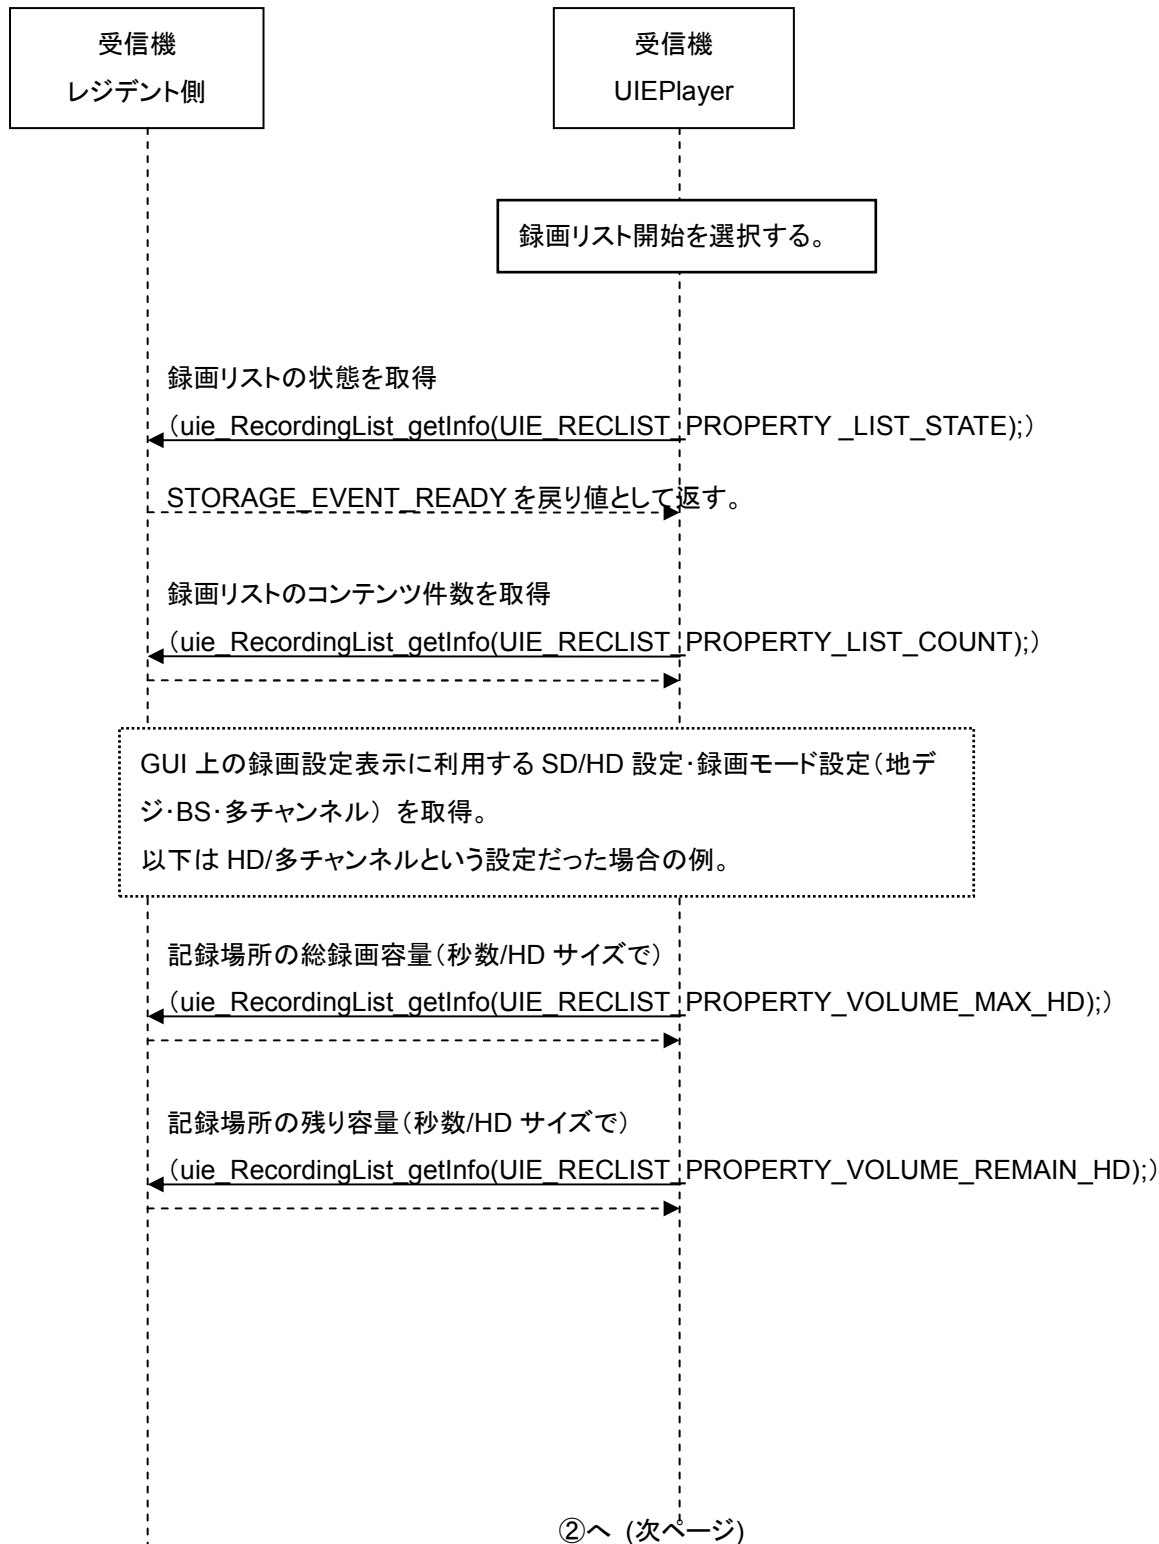 受信機
レジデント側
受信機
UIEPlayer
録画リスト開始を選択する。
録画リストの状態を取得
（uie_RecordingList_getInfo(UIE_RECLIST_PROPERTY _LIST_STATE);）
STORAGE_EVENT_READY を戻り値として返す。
録画リストのコンテンツ件数を取得
（uie_RecordingList_getInfo(UIE_RECLIST_PROPERTY_LIST_COUNT);）
GUI 上の録画設定表示に利用する SD/HD 設定･録画モード設定（地デ
ジ･BS･多チャンネル） を取得。
以下は HD/多チャンネルという設定だった場合の例。
記録場所の総録画容量（秒数/HD サイズで）
（uie_RecordingList_getInfo(UIE_RECLIST_PROPERTY_VOLUME_MAX_HD);）
記録場所の残り容量（秒数/HD サイズで）
（uie_RecordingList_getInfo(UIE_RECLIST_PROPERTY_VOLUME_REMAIN_HD);）
②へ (次ページ)